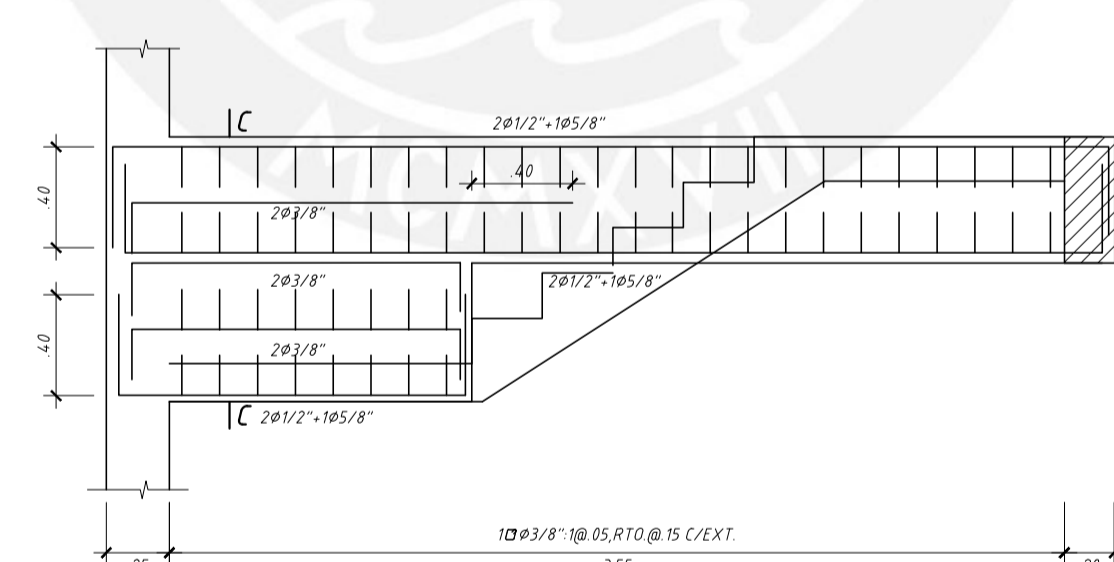 MCMXVII
C
2Ø1/2"+1Ø5/8"
.40
.40
2Ø3/8"
2Ø3/8"
2Ø1/2"+1Ø5/8"
.40
2Ø3/8"
C 2Ø1/2"+1Ø5/8"
Ø3/8":1@.05,RTO.@.15 C/EXT.